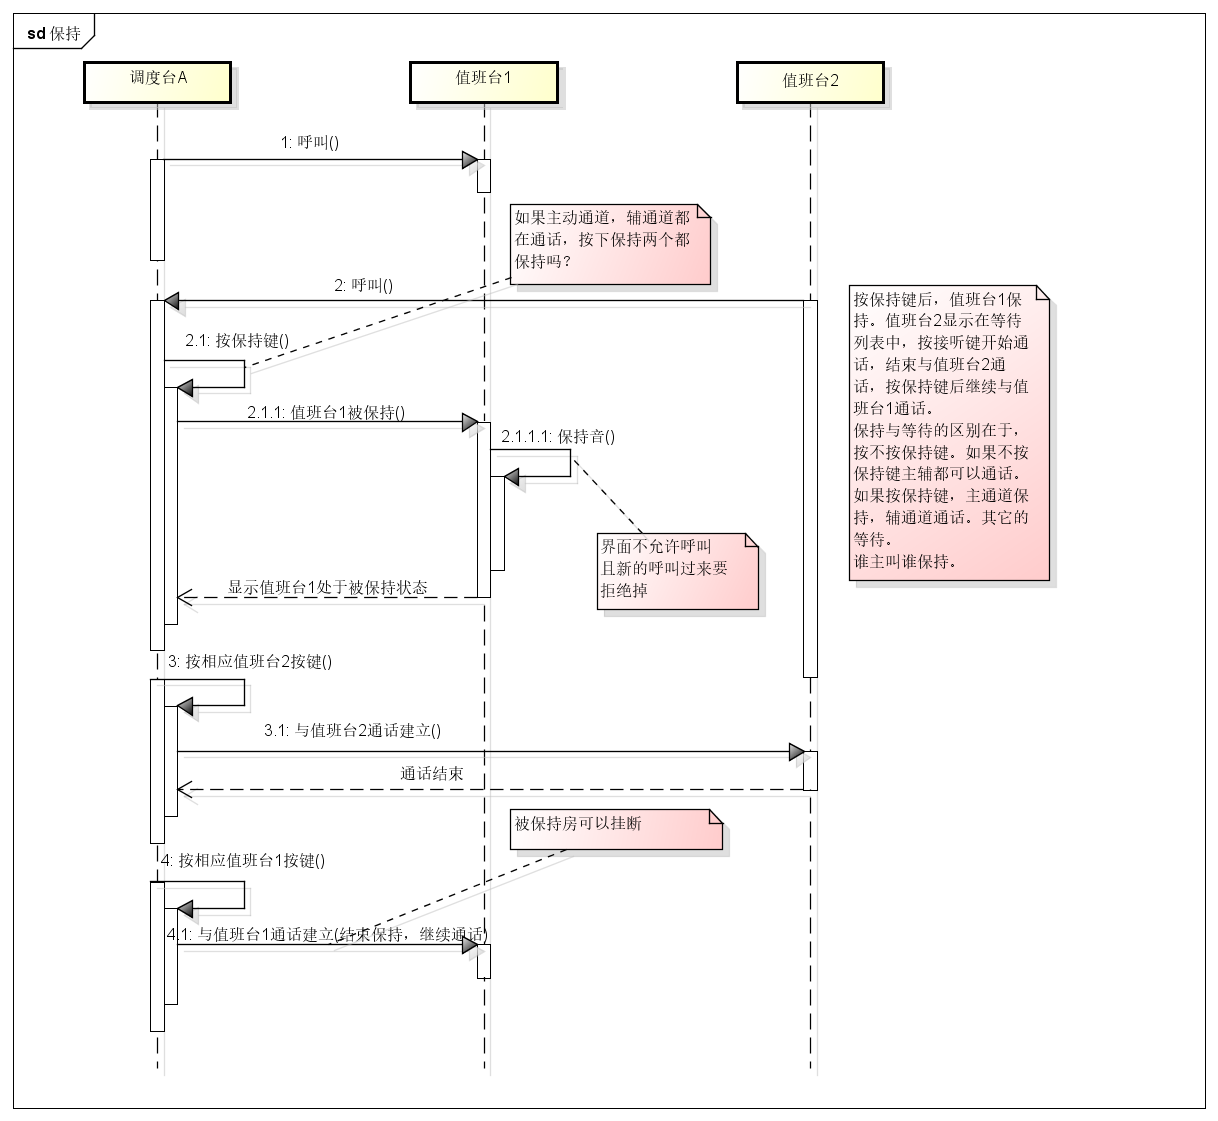 sd 保持
调度台A
值班台1
值班台2
1: 呼叫()
如果主动通道，辅通道都
在通话，按下保持两个都
保持吗？
2: 呼叫()
按保持键后，值班台1保
持。值班台2显示在等待
列表中，按接听键开始通
话，结束与值班台2通
话，按保持键后继续与值
班台1通话。
保持与等待的区别在于，
按不按保持键。如果不按
保持键主辅都可以通话。
如果按保持键，主通道保
持，辅通道通话。其它的
等待。
谁主叫谁保持。
2.1: 按保持键()
2.1.1: 值班台1被保持()
2.1.1.1: 保持音()
界面不允许呼叫
且新的呼叫过来要
拒绝掉
显示值班台1处于被保持状态
3: 按相应值班台2按键()
3.1: 与值班台2通话建立()
通话结束
被保持房可以挂断
4: 按相应值班台1按键()
4.1: 与值班台1通话建立(结束保持，继续通话)